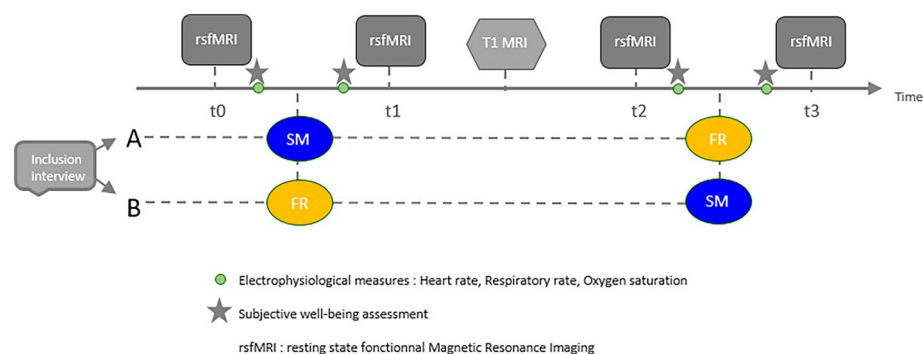 rsfMRI
rsfMRI
T1 MRI
rsfMRI
rsfMRI
Time
t0
t1
t2
t3
A
SM
FR
Inclusion
interview
B
FR
SM
Electrophysiological measures : Heart rate, Respiratory rate, Oxygen saturation
Subjective well-being assessment
rsfMRI : resting state fonctionnal Magnetic Resonance Imaging